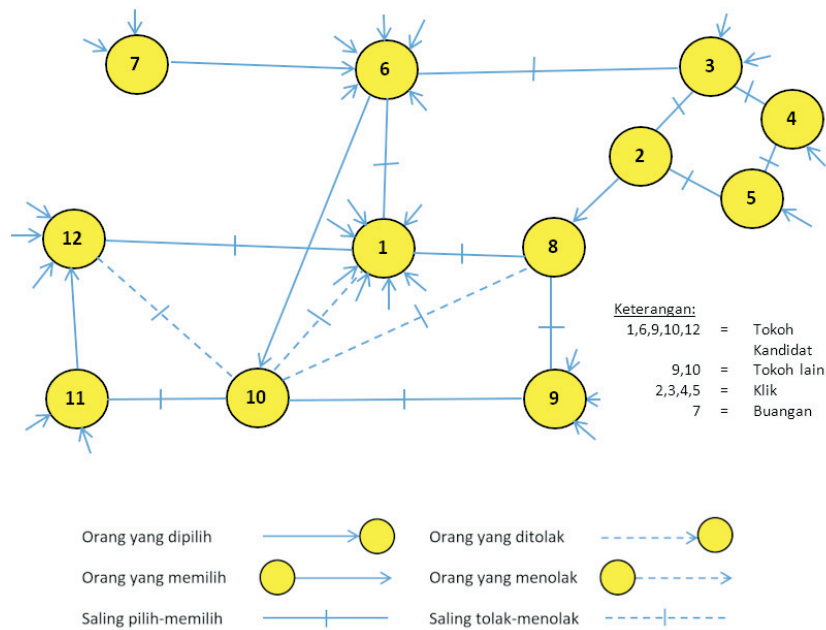 7
6
3
4
2
5
12
1
8
11
10
9
Keterangan:
1,6,9,10,12 = Tokoh
Kandidat
9,10 = Tokoh lain
2,3,4,5 = Klik
7 = Buangan
Orang yang dipilih
Orang yang ditolak
Orang yang memilih
Orang yang menolak
Saling pilih-memilih
Saling tolak-menolak